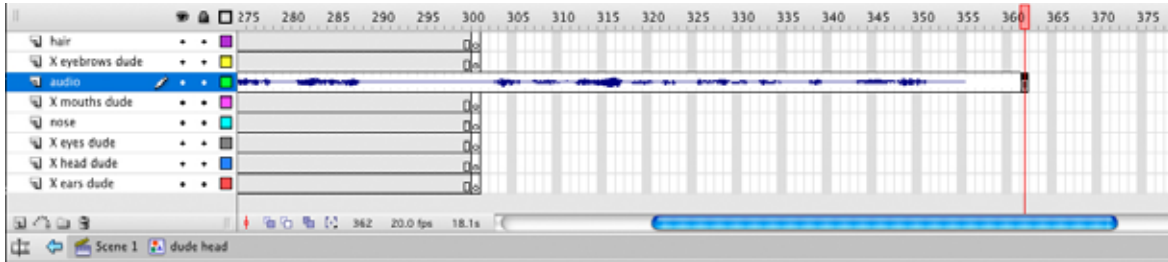 275 280 285 290 295 300 305 310 315 320 325 330 335 340 345 350 355 360 365 370 375
hair
X eyebrows dude
audio
X mouths dude
nose
X eyes dude
X head dude
X ears dude
362 20.0 fps 18.1s
Scene 1 dude head